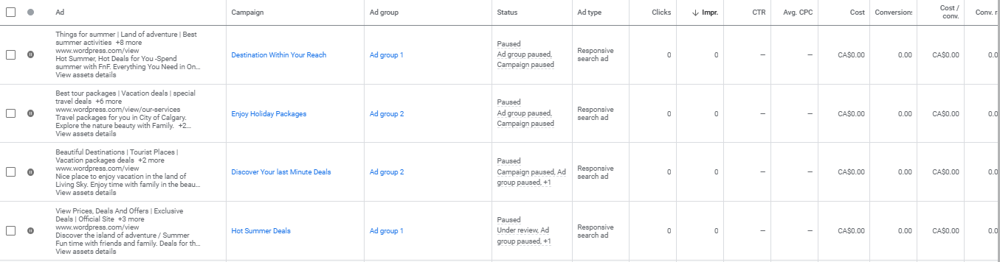 Ad Campaign Ad group Status Ad type Clicks Impr. CTR Avg. CPC Cost Conversions Cost / conv. Conv. r
Things for summer | Land of adventure | Best
summer activities +8 more
www.wordpress.com/view
Hot Summer, Hot Deals for You -Spend
summer with FnF. Everything You Need in On...
View assets details
Destination Within Your Reach
Ad group 1
Paused
Ad group paused,
Campaign paused
Responsive
search ad
0 0 — — CA$0.00 0.00 CA$0.00 0.0
Best tour packages | Vacation deals | special
travel deals +6 more
www.wordpress.com/view/our-services
Travel packages for you in City of Calgary.
Explore the nature beauty with Family. +2...
View assets details
Enjoy Holiday Packages
Ad group 2
Paused
Ad group paused,
Campaign paused
Responsive
search ad
0 0 — — CA$0.00 0.00 CA$0.00 0.0
Beautiful Destinations | Tourist Places |
Vacation packages deals +2 more
www.wordpress.com/view
Nice place to enjoy vacation in the land of
Living Sky. Enjoy time with family in the beau...
View assets details
Discover Your last Minute Deals
Ad group 2
Paused
Campaign paused, Ad
group paused, +1
Responsive
search ad
0 0 — — CA$0.00 0.00 CA$0.00 0.0
View Prices, Deals And Offers | Exclusive
Deals | Official Site +3 more
www.wordpress.com/view
Discover the island of adventure / Summer
Fun time with friends and family. Deals for th...
View assets details
Hot Summer Deals
Ad group 1
Paused
Under review, Ad
group paused, +1
Responsive
search ad
0 0 — — CA$0.00 0.00 CA$0.00 0.0